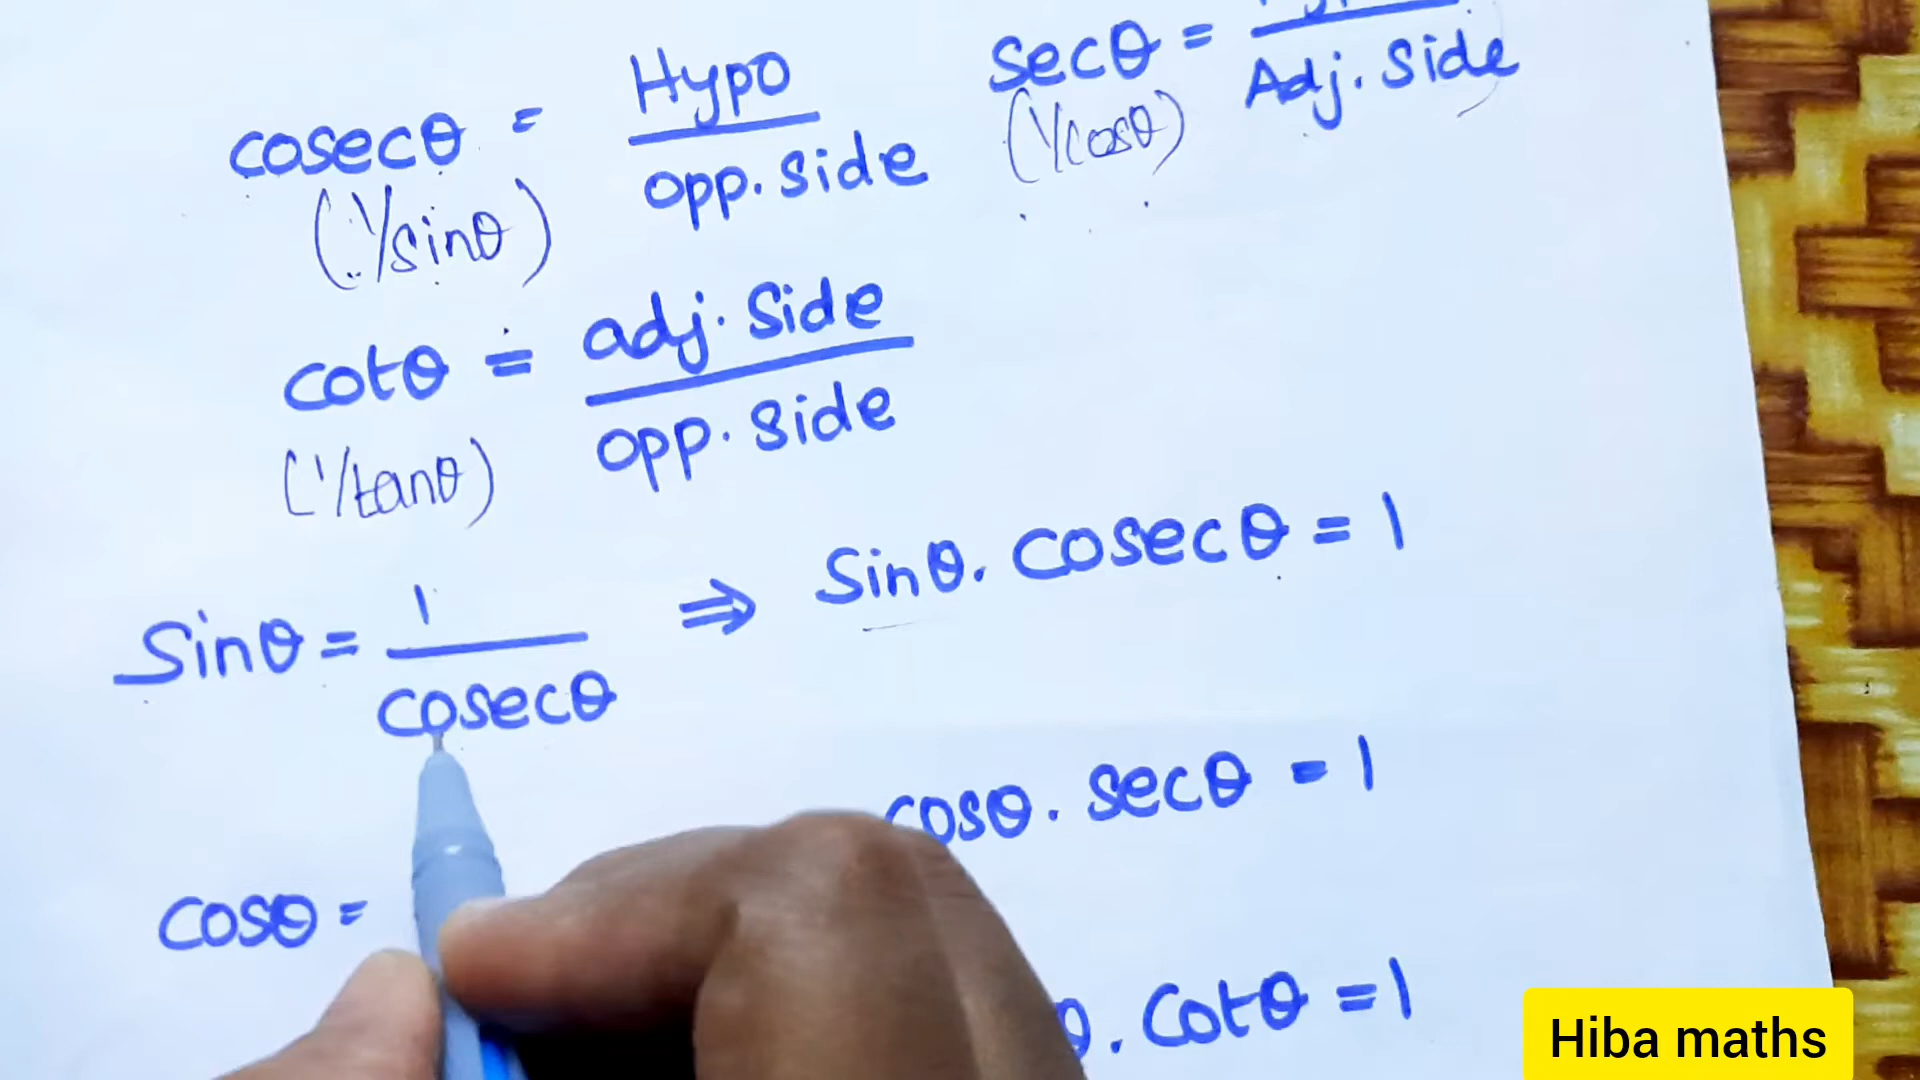 cosecθ = Hypo / opp. side
(1/sinθ)
secθ = / Adj. side
(1/cosθ)
cotθ = adj. side / opp. side
(1/tanθ)
Sinθ = 1 / cosecθ ⇒ Sinθ. cosecθ = 1
cosθ . secθ = 1
cosθ =
θ . cotθ = 1
Hiba maths